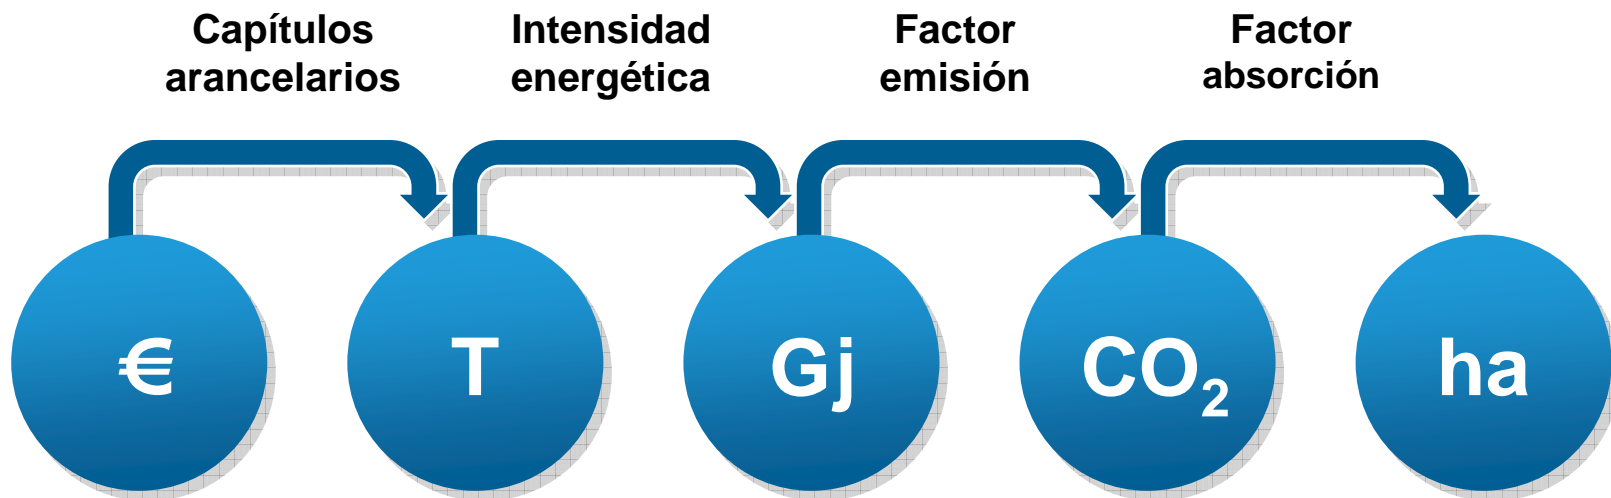 Capítulos
arancelarios
Intensidad
energética
Factor
emisión
Factor
absorción
€
T
Gj
CO₂
ha